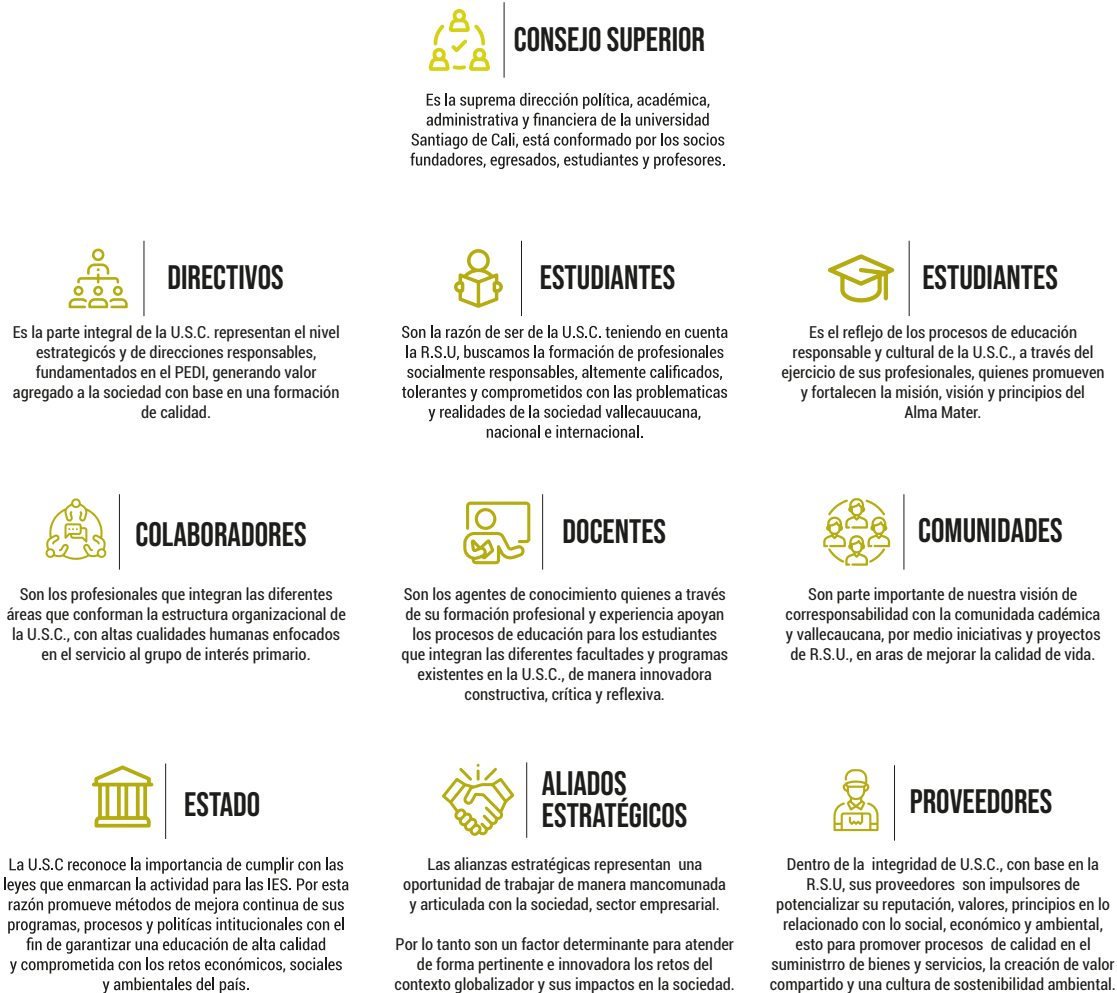 CONSEJO SUPERIOR
Es la suprema dirección política, académica,
administrativa y financiera de la universidad
Santiago de Cali, está conformado por los socios
fundadores, egresados, estudiantes y profesores.
DIRECTIVOS
Es la parte integral de la U.S.C. representan el nivel
estrategicós y de direcciones responsables,
fundamentados en el PEDI, generando valor
agregado a la sociedad con base en una formación
de calidad.
ESTUDIANTES
Son la razón de ser de la U.S.C. teniendo en cuenta
la R.S.U, buscamos la formación de profesionales
socialmente responsables, altemente calificados,
tolerantes y comprometidos con las problematicas
y realidades de la sociedad vallecauucana,
nacional e internacional.
ESTUDIANTES
Es el reflejo de los procesos de educación
responsable y cultural de la U.S.C., a través del
ejercicio de sus profesionales, quienes promueven
y fortalecen la misión, visión y principios del
Alma Mater.
COLABORADORES
Son los profesionales que integran las diferentes
áreas que conforman la estructura organizacional de
la U.S.C., con altas cualidades humanas enfocados
en el servicio al grupo de interés primario.
DOCENTES
Son los agentes de conocimiento quienes a través
de su formación profesional y experiencia apoyan
los procesos de educación para los estudiantes
que integran las diferentes facultades y programas
existentes en la U.S.C., de manera innovadora
constructiva, crítica y reflexiva.
COMUNIDADES
Son parte importante de nuestra visión de
corresponsabilidad con la comunidada cadémica
y vallecaucana, por medio iniciativas y proyectos
de R.S.U., en aras de mejorar la calidad de vida.
ESTADO
La U.S.C reconoce la importancia de cumplir con las
leyes que enmarcan la actividad para las IES. Por esta
razón promueve métodos de mejora continua de sus
programas, procesos y politícas intitucionales con el
fin de garantizar una educación de alta calidad
y comprometida con los retos económicos, sociales
y ambientales del país.
ALIADOS
ESTRATÉGICOS
Las alianzas estratégicas representan una
oportunidad de trabajar de manera mancomunada
y articulada con la sociedad, sector empresarial.
Por lo tanto son un factor determinante para atender
de forma pertinente e innovadora los retos del
contexto globalizador y sus impactos en la sociedad.
PROVEEDORES
Dentro de la integridad de U.S.C., con base en la
R.S.U, sus proveedores son impulsores de
potencializar su reputación, valores, principios en lo
relacionado con lo social, económico y ambiental,
esto para promover procesos de calidad en el
suministrro de bienes y servicios, la creación de valor
compartido y una cultura de sostenibilidad ambiental.